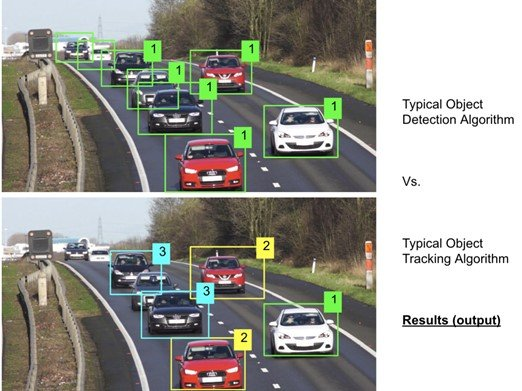 1
1
1
1
1
1
Typical Object
Detection Algorithm
Vs.
3
2
3
1
2
Typical Object
Tracking Algorithm
Results (output)